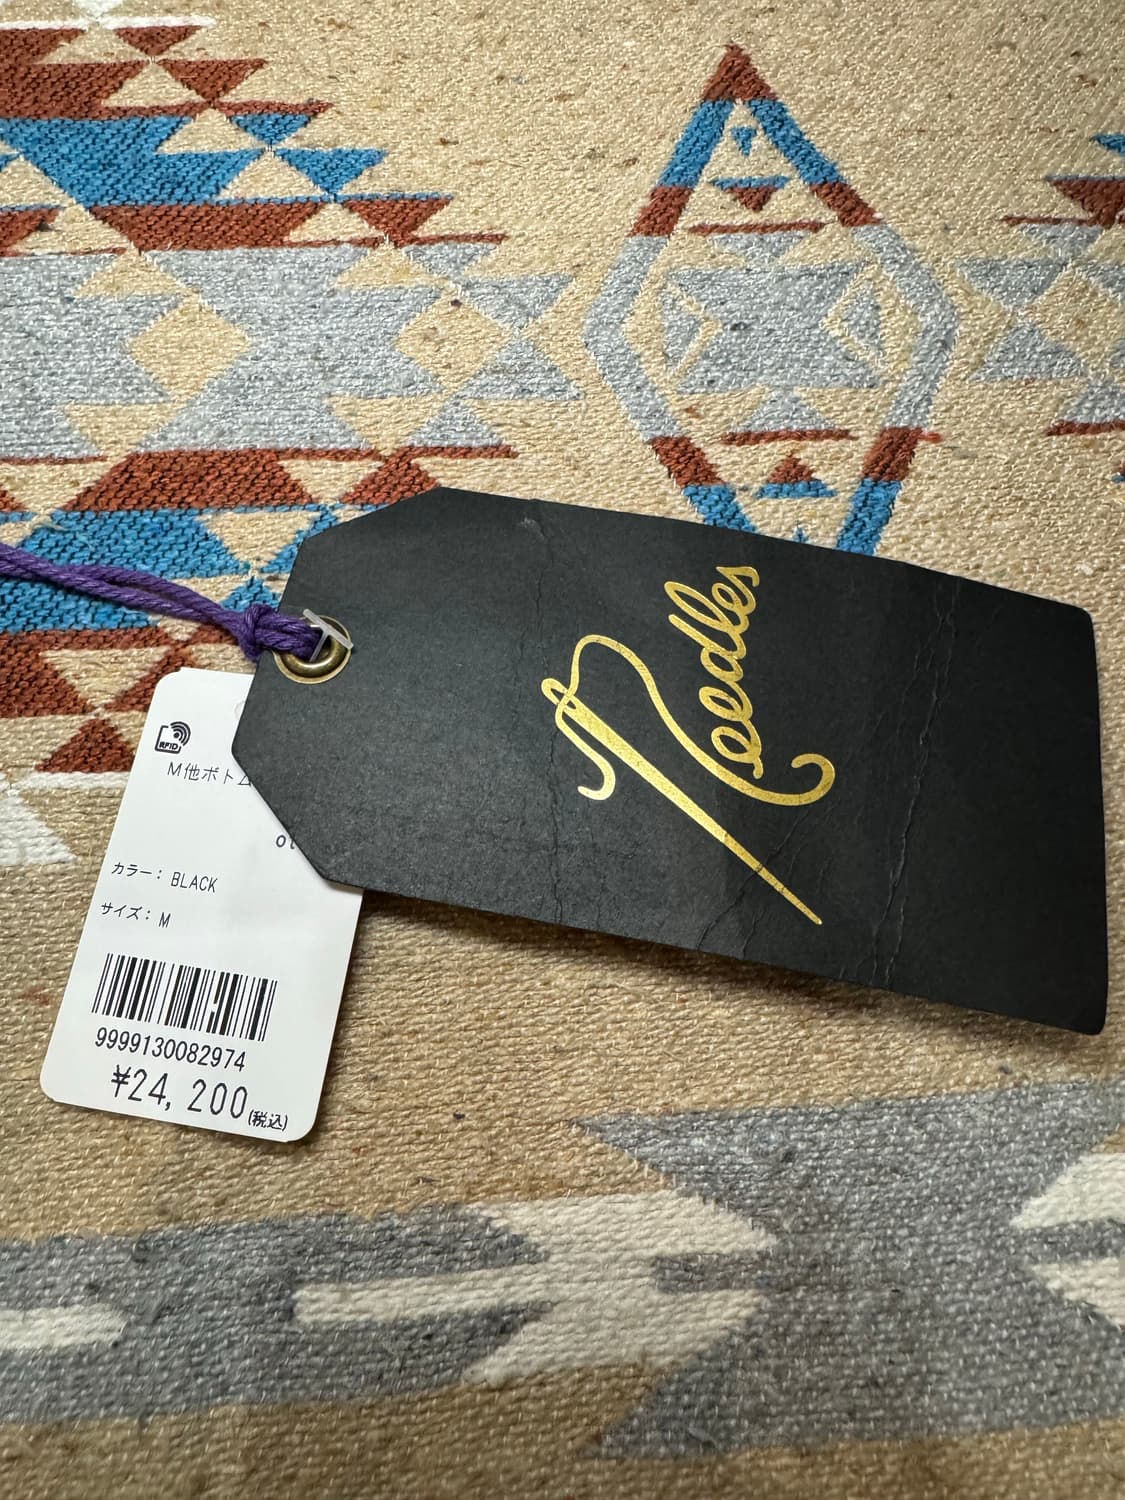 Needles
RFID
M他ボトム
カラー: BLACK
サイズ: M
9999130082974
¥24,200(税込)